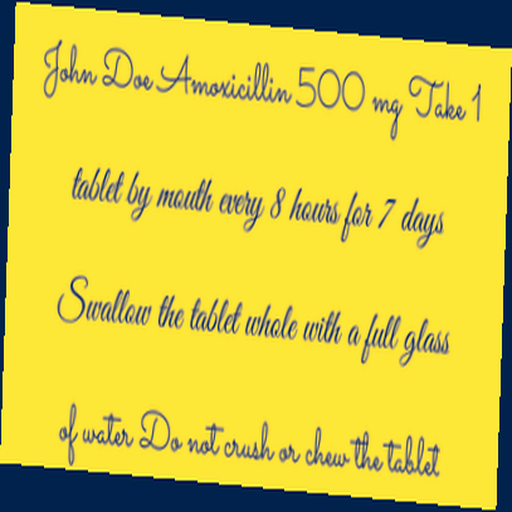 John Doe Amoxicillin 500 mg Take 1
tablet by mouth every 8 hours for 7 days
Swallow the tablet whole with a full glass
of water Do not crush or chew the tablet